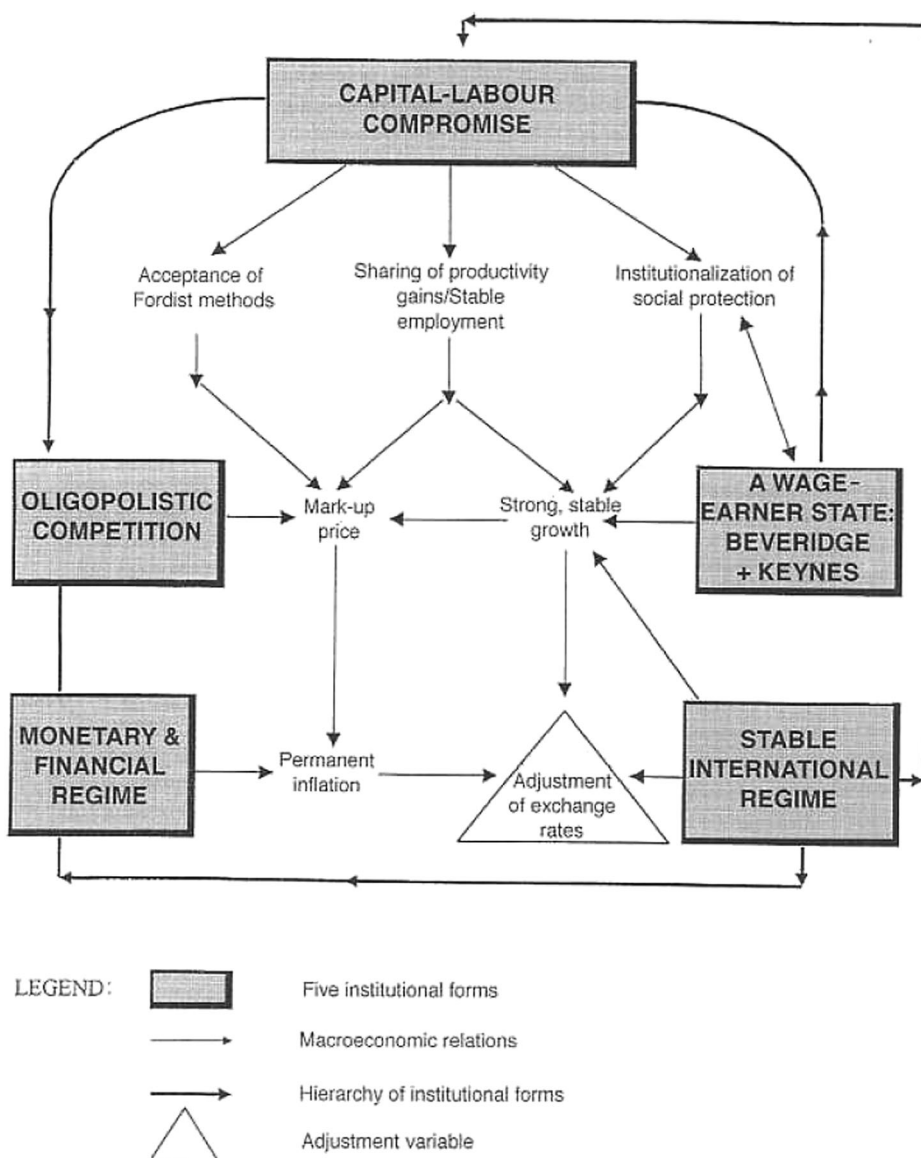 CAPITAL-LABOUR
COMPROMISE
Acceptance of
Fordist methods
Sharing of productivity
gains/Stable
employment
Institutionalization of
social protection
OLIGOPOLISTIC
COMPETITION
Mark-up
price
Strong, stable
growth
A WAGE-
EARNER STATE:
BEVERIDGE
+ KEYNES
MONETARY &
FINANCIAL
REGIME
Permanent
inflation
Adjustment
of exchange
rates
STABLE
INTERNATIONAL
REGIME
LEGEND:
Five institutional forms
Macroeconomic relations
Hierarchy of institutional forms
Adjustment variable